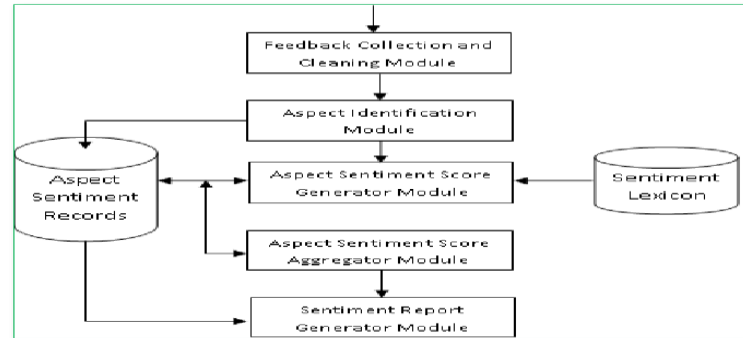 Feedback Collection and
Cleaning Module
Aspect Identification
Module
Aspect
Sentiment
Records
Aspect Sentiment Score
Generator Module
Sentiment
Lexicon
Aspect Sentiment Score
Aggregator Module
Sentiment Report
Generator Module